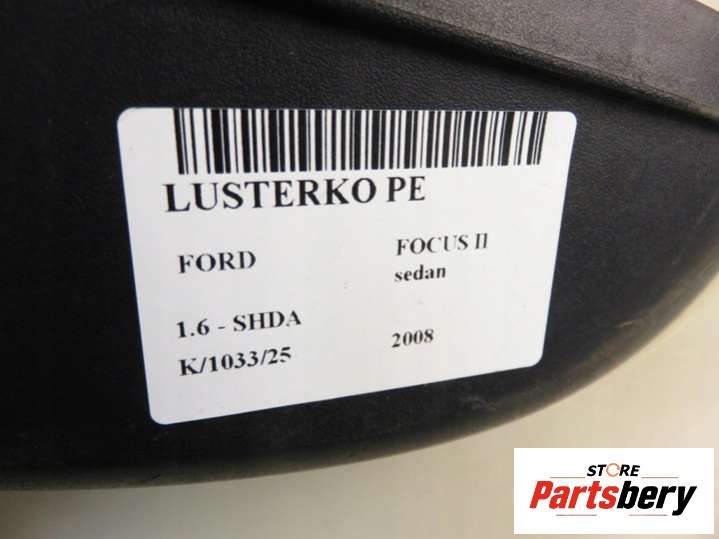 LUSTERKO PE
FORD
FOCUS II
sedan
1.6 - SHDA
2008
K/1033/25
STORE
Partsbery